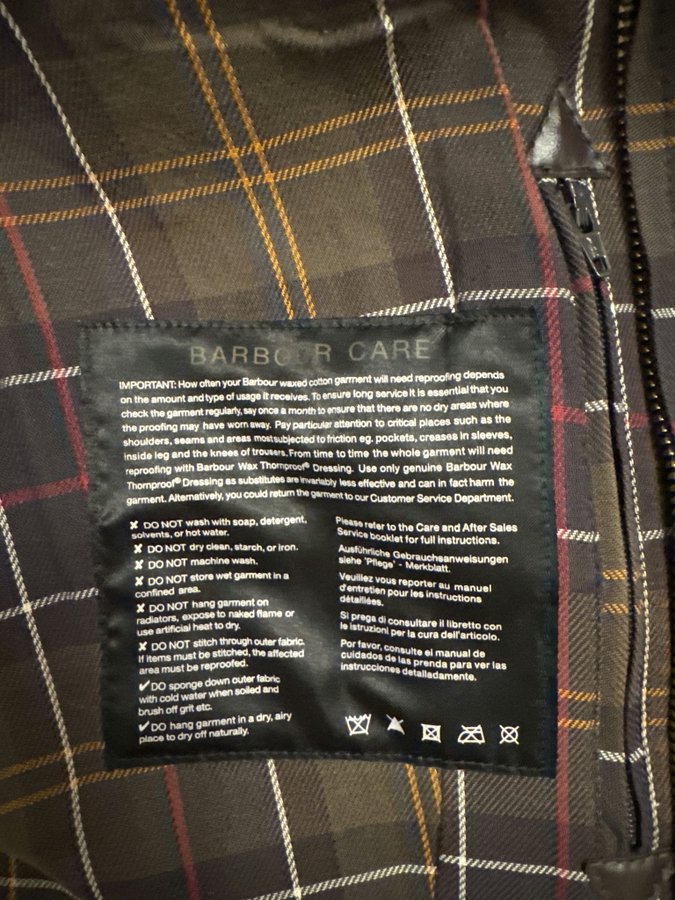 BARBOUR CARE
IMPORTANT: How often your Barbour waxed cotton garment will need reproofing depends
on the amount and type of usage it receives. To ensure long service it is essential that you
check the garment regularly, say once a month to ensure that there are no dry areas where
the proofing may have worn away. Pay particular attention to critical places such as the
shoulders, seams and areas most subjected to friction eg. pockets, creases in sleeves,
inside leg and the knees of trousers. From time to time the whole garment will need
reproofing with Barbour Wax Thornproof® Dressing. Use only genuine Barbour Wax
Thornproof® Dressing as substitutes are invariably less effective and can in fact harm the
garment. Alternatively, you could return the garment to our Customer Service Department.
✘ DO NOT wash with soap, detergent,
solvents, or hot water.
✘ DO NOT dry clean, starch, or iron.
✘ DO NOT machine wash.
✘ DO NOT store wet garment in a
confined area.
✘ DO NOT hang garment on
radiators, expose to naked flame or
use artificial heat to dry.
✘ DO NOT stitch through outer fabric.
If items must be stitched, the affected
area must be reproofed.
✔ DO sponge down outer fabric
with cold water when soiled and
brush off grit etc.
✔ DO hang garment in a dry, airy
place to dry off naturally.
Please refer to the Care and After Sales
Service booklet for full instructions.
Ausführliche Gebrauchsanweisungen
siehe 'Pflege' - Merkblatt.
Veuillez vous reporter au manuel
d'entretien pour les instructions
détaillées.
Si prega di consultare il libretto con
le istruzioni per la cura dell'articolo.
Por favor, consulte el manual de
cuidados de las prenda para ver las
instrucciones detalladamente.